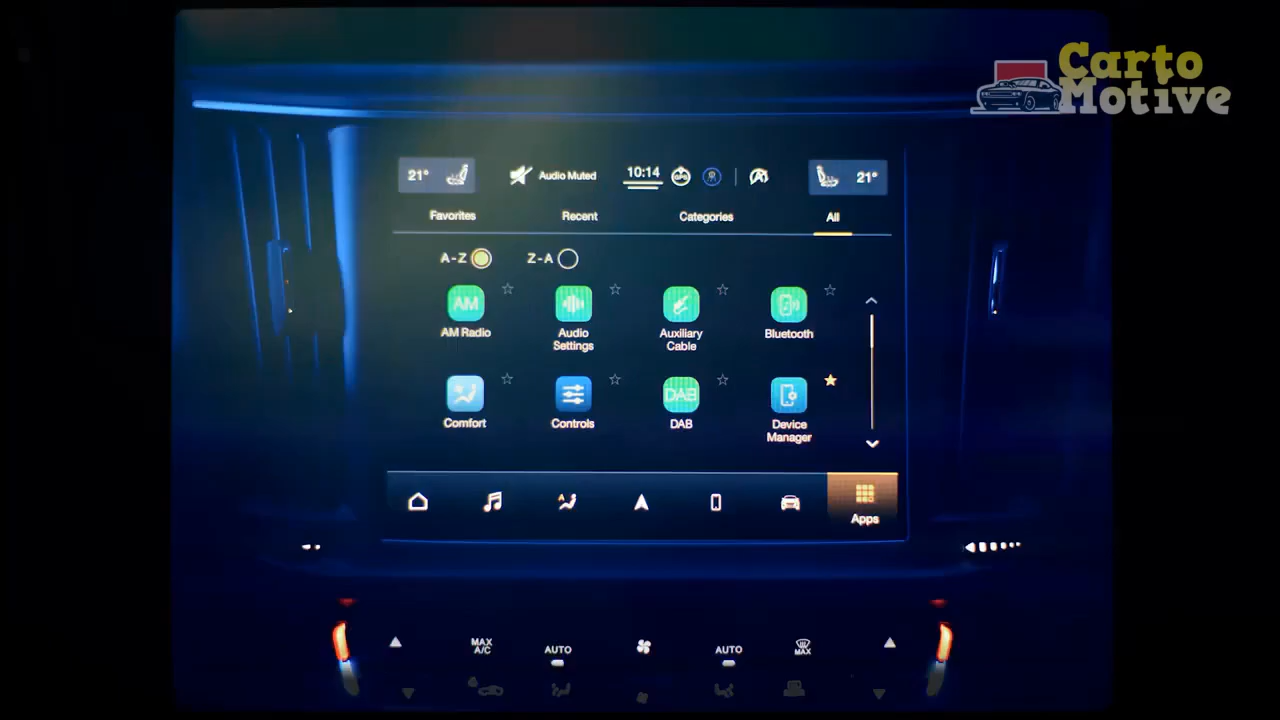 Carto
Motive
21°
Audio Muted
10:14
21°
Favorites
Recent
Categories
All
A-Z
Z-A
AM
AM Radio
Audio
Settings
Auxiliary
Cable
Bluetooth
Comfort
Controls
DAB
DAB
Device
Manager
A
Apps
MAX
A/C
AUTO
AUTO
MAX